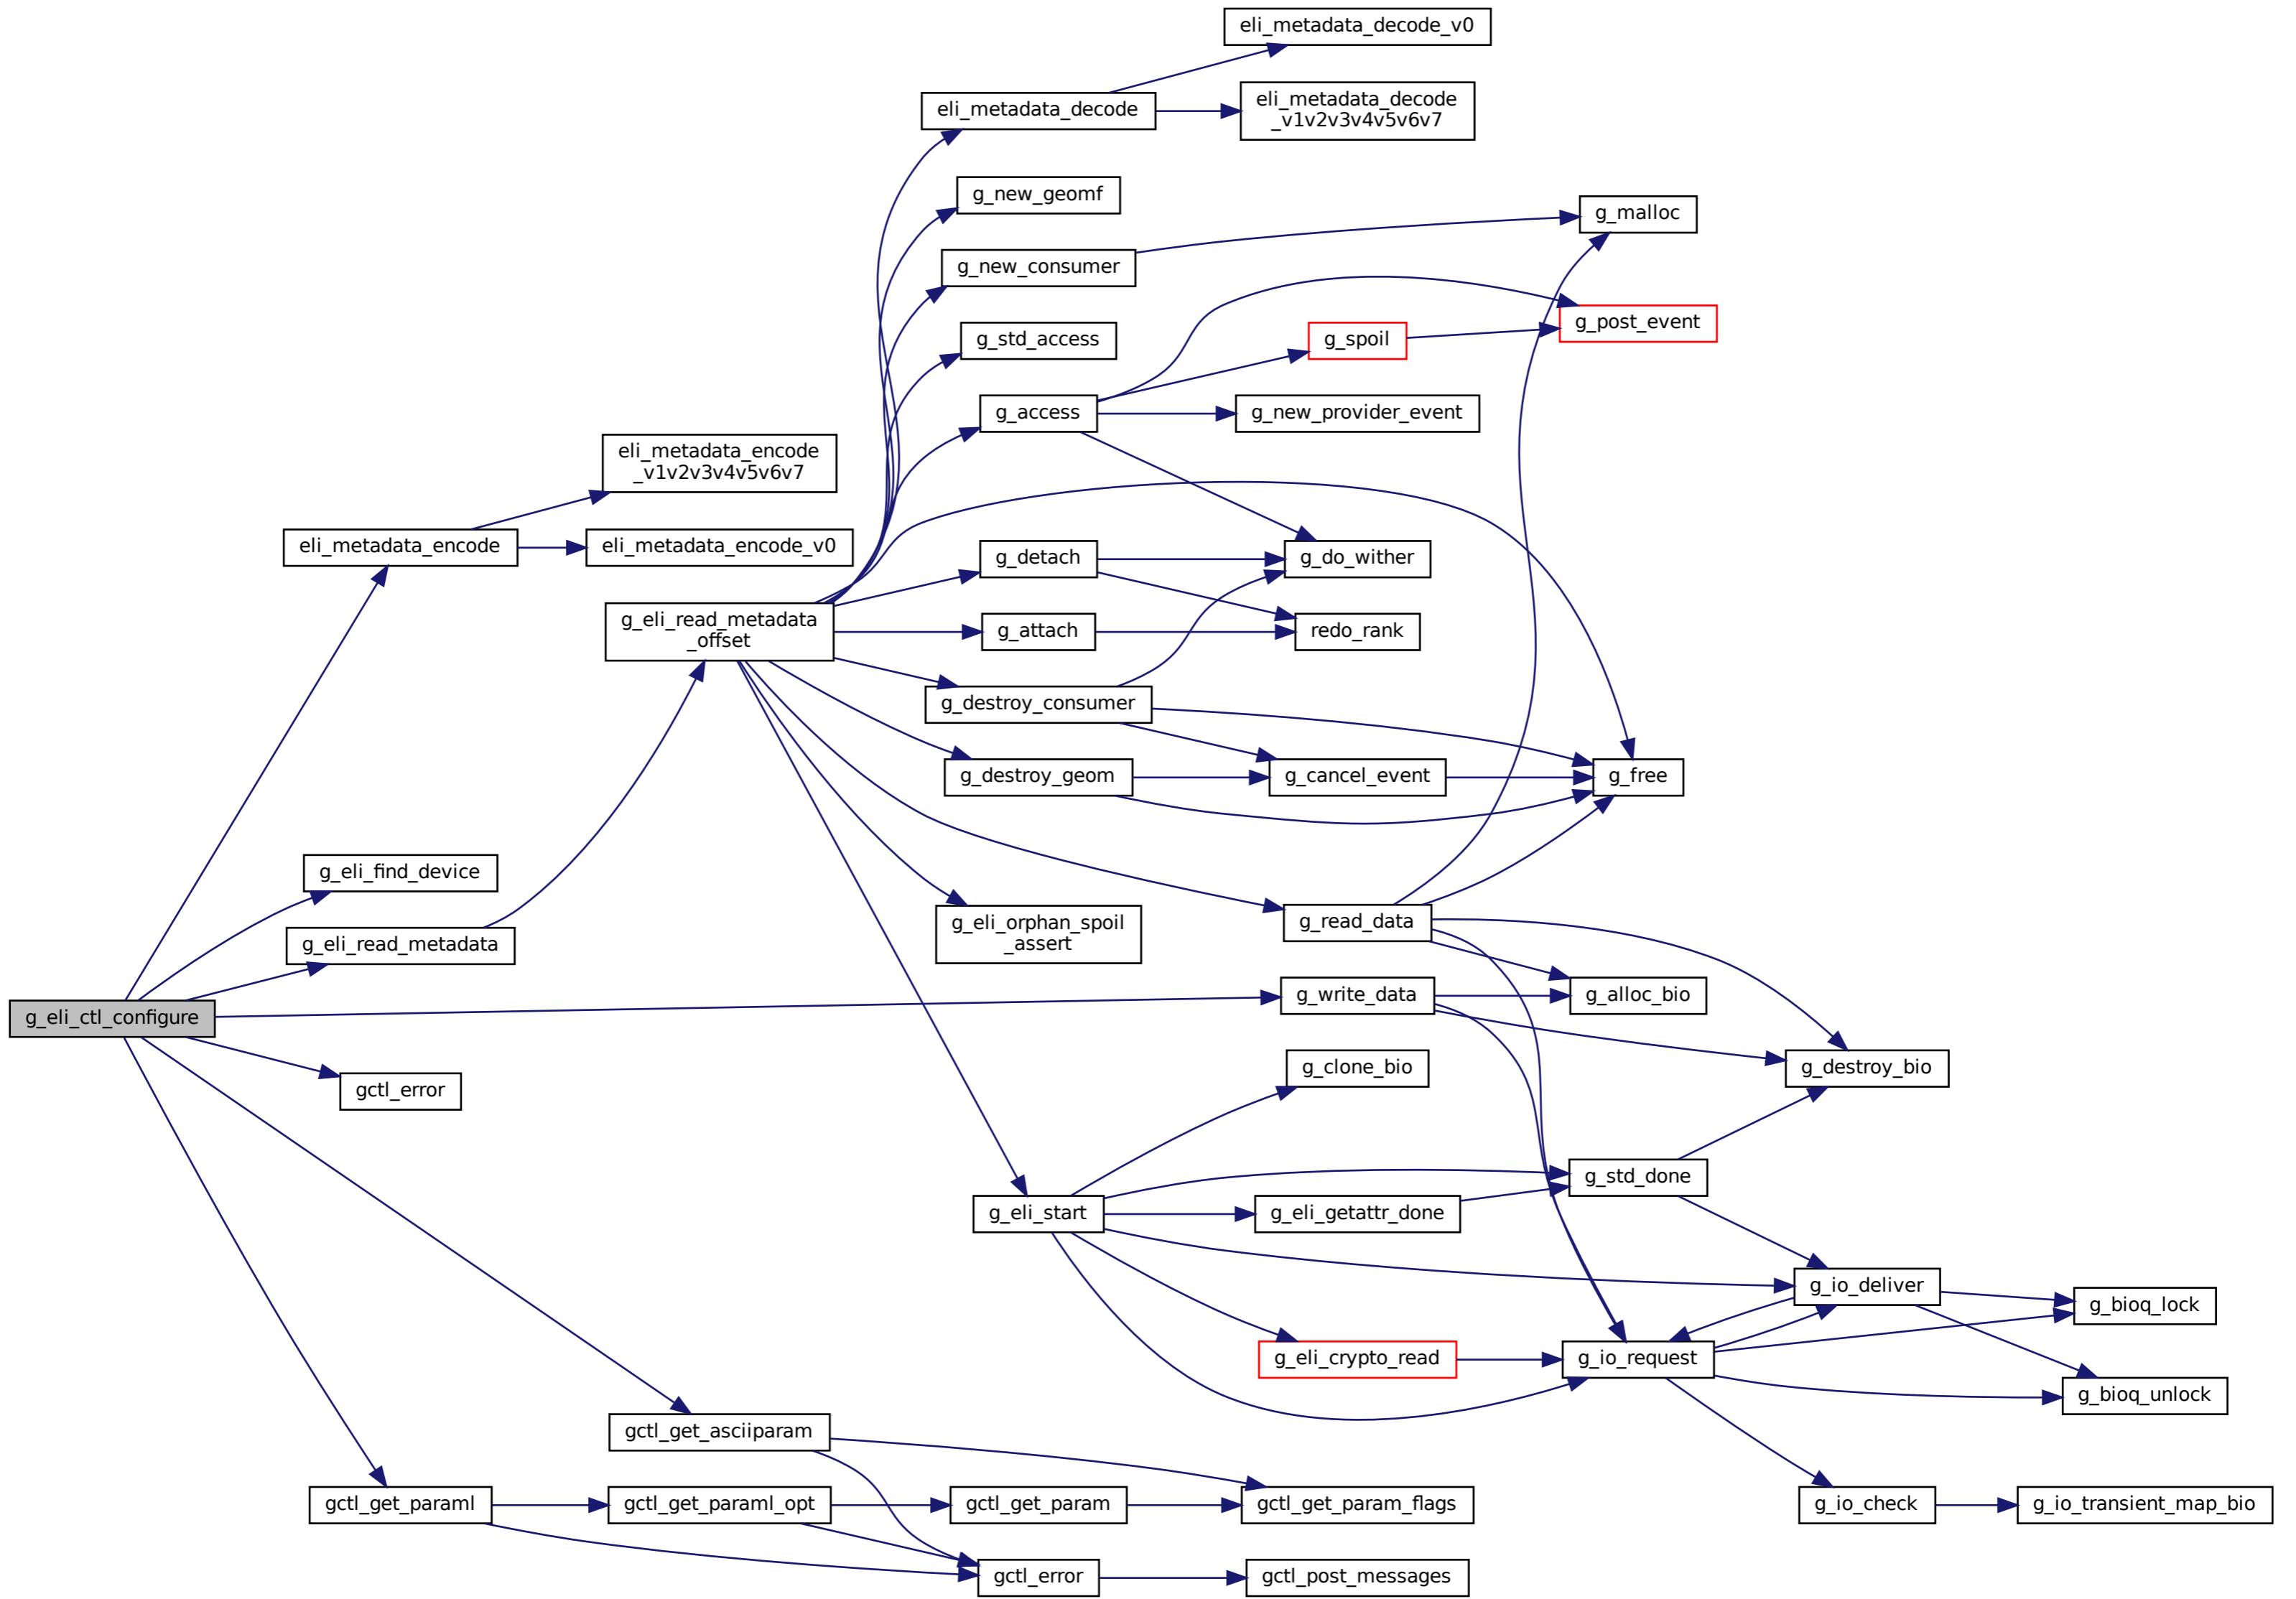 eli_metadata_decode_v0
eli_metadata_decode
eli_metadata_decode
_v1v2v3v4v5v6v7
g_new_geomf
g_malloc
g_new_consumer
g_post_event
g_std_access
g_spoil
g_access
g_new_provider_event
eli_metadata_encode
_v1v2v3v4v5v6v7
eli_metadata_encode
eli_metadata_encode_v0
g_detach
g_do_wither
g_eli_read_metadata
_offset
g_attach
redo_rank
g_destroy_consumer
g_destroy_geom
g_cancel_event
g_free
g_eli_find_device
g_eli_read_metadata
g_eli_orphan_spoil
_assert
g_read_data
g_write_data
g_alloc_bio
g_eli_ctl_configure
g_clone_bio
g_destroy_bio
gctl_error
g_std_done
g_eli_start
g_eli_getattr_done
g_io_deliver
g_bioq_lock
g_eli_crypto_read
g_io_request
g_bioq_unlock
gctl_get_asciiparam
gctl_get_paraml
gctl_get_paraml_opt
gctl_get_param
gctl_get_param_flags
g_io_check
g_io_transient_map_bio
gctl_error
gctl_post_messages